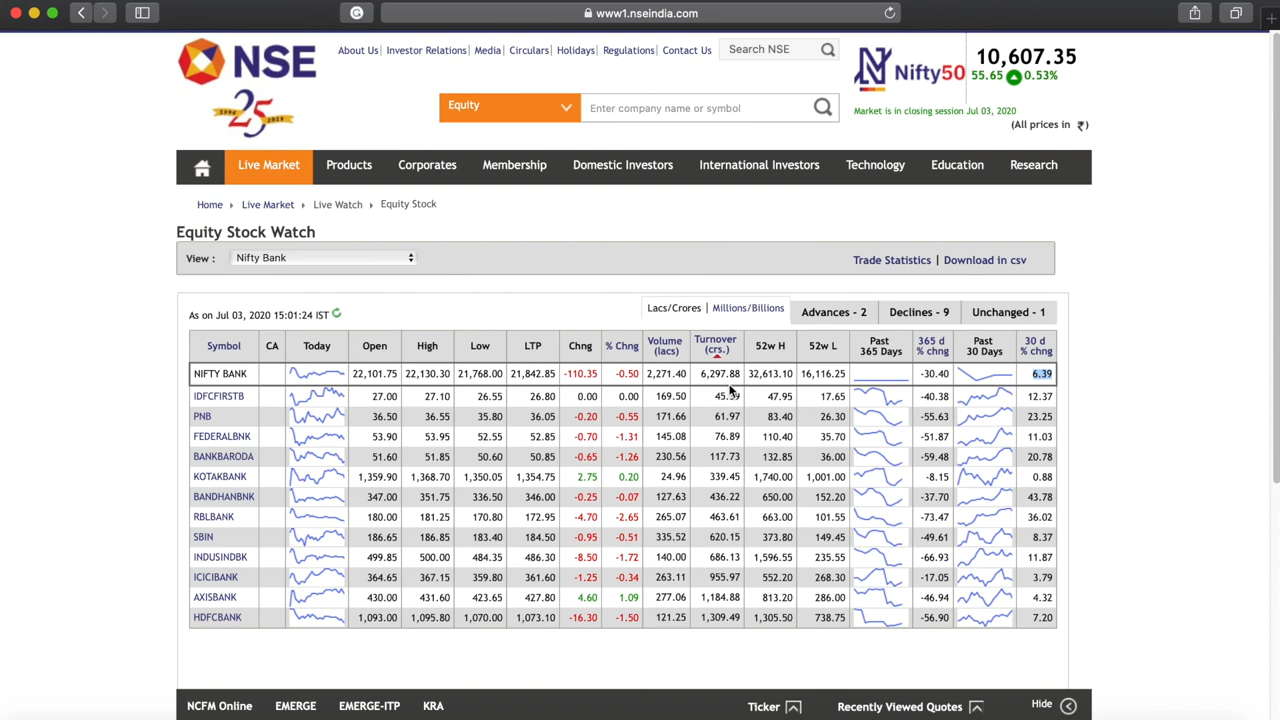 www1.nseindia.com
NSE
About Us | Investor Relations | Media | Circulars | Holidays | Regulations | Contact Us
Search NSE
Nifty50
10,607.35
55.65 0.53%
Equity
Enter company name or symbol
Market is in closing session Jul 03, 2020
(All prices in ₹)
Live Market Products Corporates Membership Domestic Investors International Investors Technology Education Research
Home Live Market Live Watch Equity Stock
Equity Stock Watch
View : Nifty Bank
Trade Statistics | Download in csv
As on Jul 03, 2020 15:01:24 IST
Lacs/Crores | Millions/Billions Advances - 2 Declines - 9 Unchanged - 1
Symbol CA Today Open High Low LTP Chng % Chng Volume (lacs) Turnover (crs.) 52w H 52w L Past 365 Days 365 d % chng Past 30 Days 30 d % chng
NIFTY BANK 22,101.75 22,130.30 21,768.00 21,842.85 -110.35 -0.50 2,271.40 6,297.88 32,613.10 16,116.25 -30.40 6.39
IDFCFIRSTB 27.00 27.10 26.55 26.80 0.00 0.00 169.50 47.95 17.65 -40.38 12.37
PNB 36.50 36.55 35.80 36.05 -0.20 -0.55 171.66 61.97 83.40 26.30 -55.63 23.25
FEDERALBNK 53.90 53.95 52.55 52.85 -0.70 -1.31 145.08 76.89 110.40 35.70 -51.87 11.03
BANKBARODA 51.60 51.85 50.60 50.85 -0.65 -1.26 230.56 117.73 132.85 36.00 -59.48 20.78
KOTAKBANK 1,359.90 1,368.70 1,350.05 1,354.75 2.75 0.20 24.96 339.45 1,740.00 1,001.00 -8.15 0.88
BANDHANBNK 347.00 351.75 336.50 346.00 -0.25 -0.07 127.63 436.22 650.00 152.20 -37.70 43.78
RBLBANK 180.00 181.25 170.80 172.95 -4.70 -2.65 265.07 463.61 663.00 101.55 -73.47 36.02
SBIN 186.65 186.85 183.40 184.50 -0.95 -0.51 335.52 620.15 373.80 149.45 -49.61 8.37
INDUSINDBK 499.85 500.00 484.35 486.30 -8.50 -1.72 140.00 686.13 1,596.55 235.55 -66.93 11.87
ICICIBANK 364.65 367.15 359.80 361.60 -1.25 -0.34 263.11 955.97 552.20 268.30 -17.05 3.79
AXISBANK 430.00 431.60 423.65 427.80 4.60 1.09 277.06 1,184.88 813.20 286.00 -46.94 4.32
HDFCBANK 1,093.00 1,095.80 1,070.00 1,073.10 -16.30 -1.50 121.25 1,309.49 1,305.50 738.75 -56.90 7.20
NCFM Online EMERGE EMERGE-ITP KRA Ticker Recently Viewed Quotes Hide